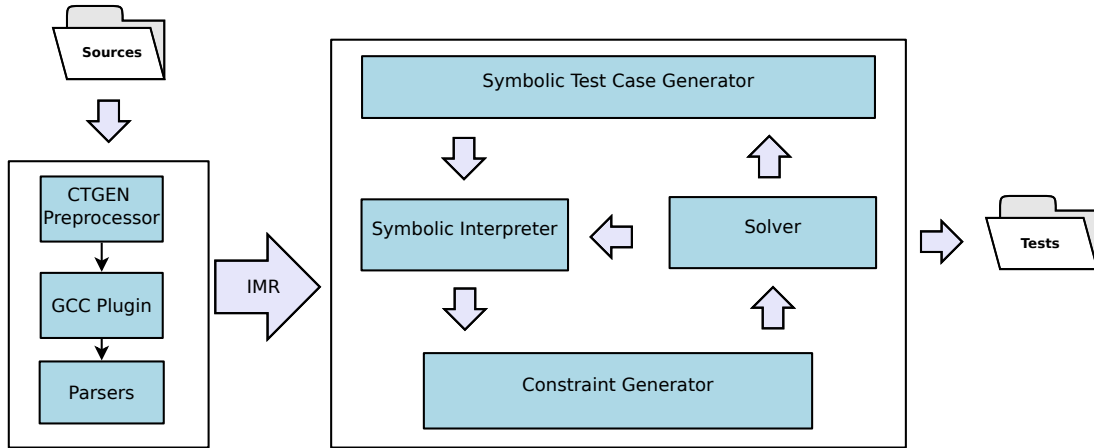 Sources
CTGEN
Preprocessor
GCC Plugin
Parsers
IMR
Symbolic Test Case Generator
Symbolic Interpreter
Solver
Constraint Generator
Tests